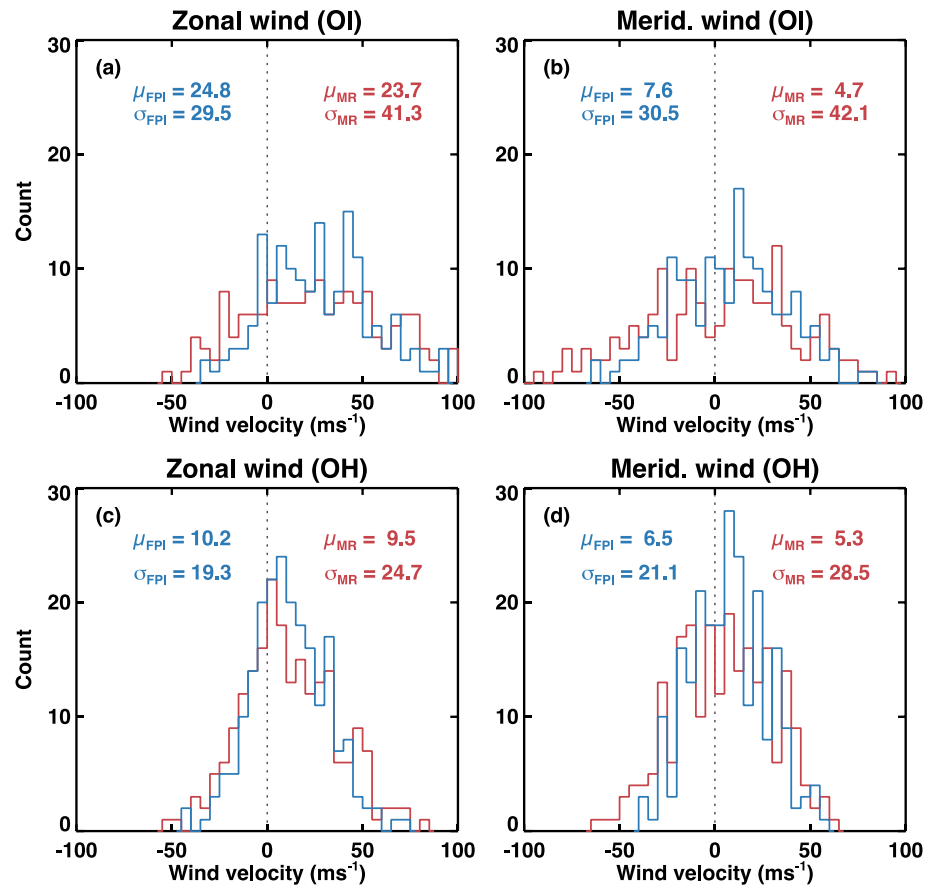 Zonal wind (OI)
30
20
10
0
Count
(a)
μFPI = 24.8
σFPI = 29.5
μMR = 23.7
σMR = 41.3
-100 -50 0 50 100
Wind velocity (ms⁻¹)
Merid. wind (OI)
30
20
10
0
(b)
μFPI = 7.6
σFPI = 30.5
μMR = 4.7
σMR = 42.1
-100 -50 0 50 100
Wind velocity (ms⁻¹)
Zonal wind (OH)
30
20
10
0
Count
(c)
μFPI = 10.2
σFPI = 19.3
μMR = 9.5
σMR = 24.7
-100 -50 0 50 100
Wind velocity (ms⁻¹)
Merid. wind (OH)
30
20
10
0
(d)
μFPI = 6.5
σFPI = 21.1
μMR = 5.3
σMR = 28.5
-100 -50 0 50 100
Wind velocity (ms⁻¹)